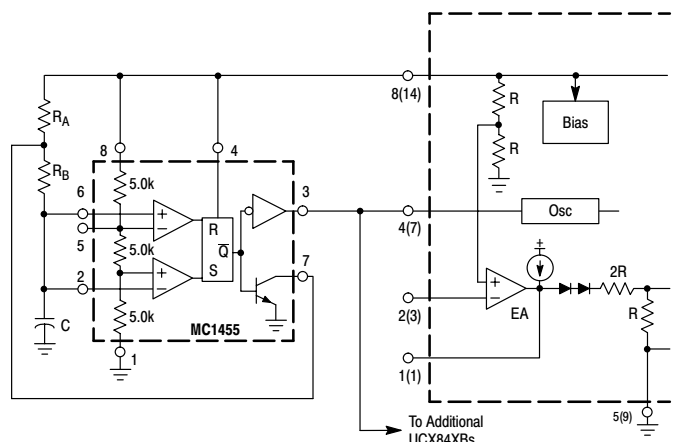 8(14)
R
Bias
R
RA
RB
8
4
6
5.0k
3
R
5
5.0k
Q
4(7)
Osc
7
S
2
2R
5.0k
EA
2(3)
R
C
MC1455
1
1(1)
5(9)
To Additional
UCX84XBs